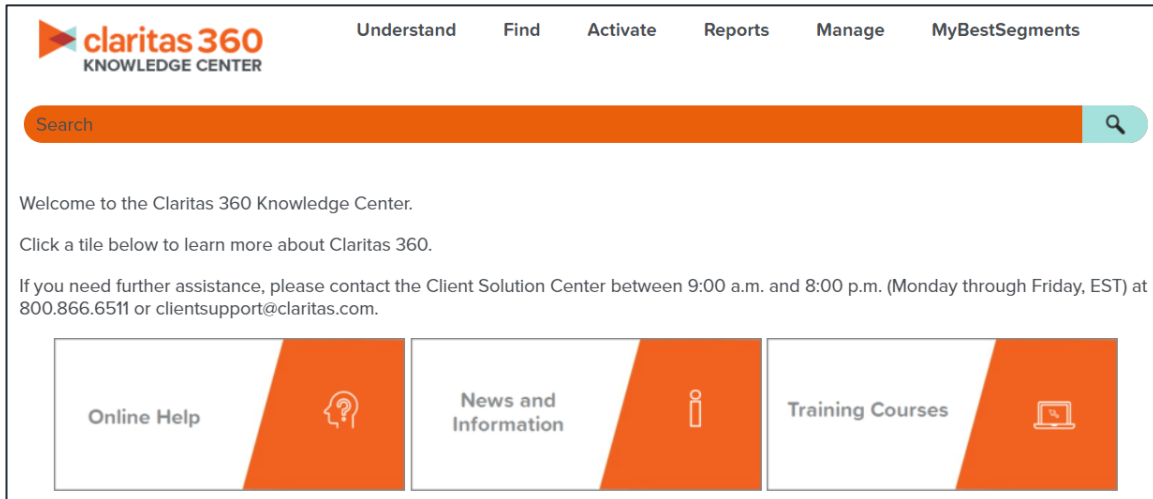 claritas 360
KNOWLEDGE CENTER
Understand Find Activate Reports Manage MyBestSegments
Search
Welcome to the Claritas 360 Knowledge Center.
Click a tile below to learn more about Claritas 360.
If you need further assistance, please contact the Client Solution Center between 9:00 a.m. and 8:00 p.m. (Monday through Friday, EST) at
800.866.6511 or clientsupport@claritas.com.
Online Help
News and
Information
Training Courses